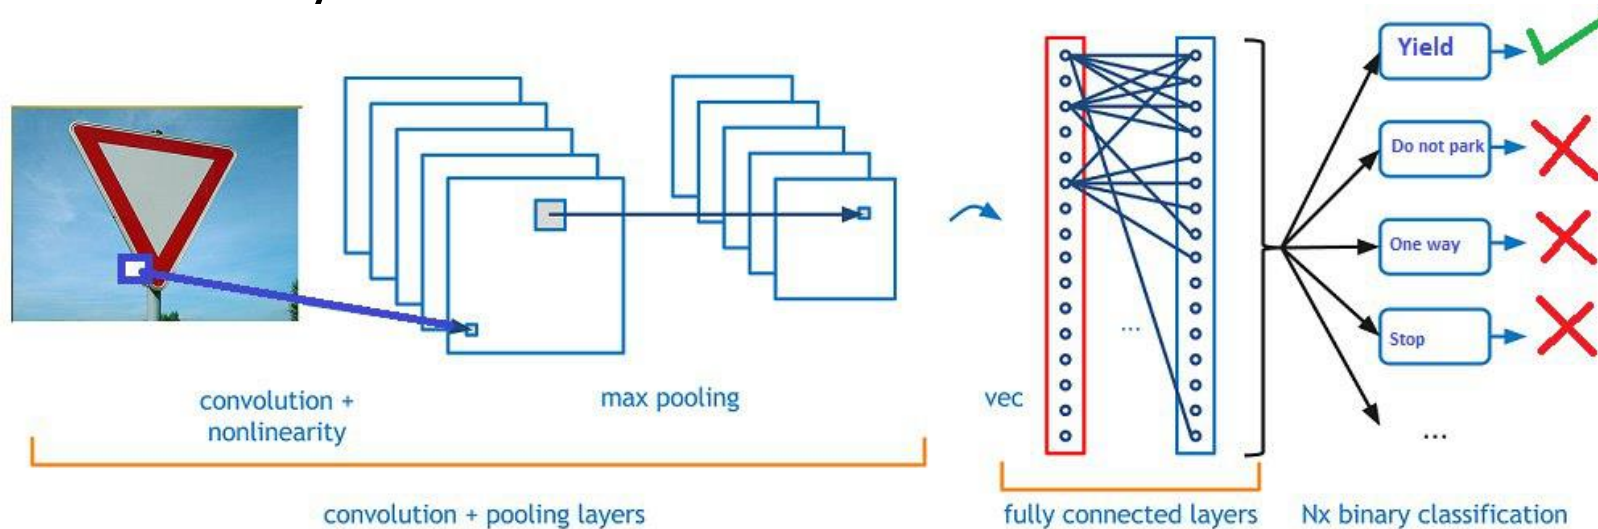 Yield
Do not park
One way
Stop
...
...
convolution +
nonlinearity
max pooling
vec
convolution + pooling layers
fully connected layers
Nx binary classification